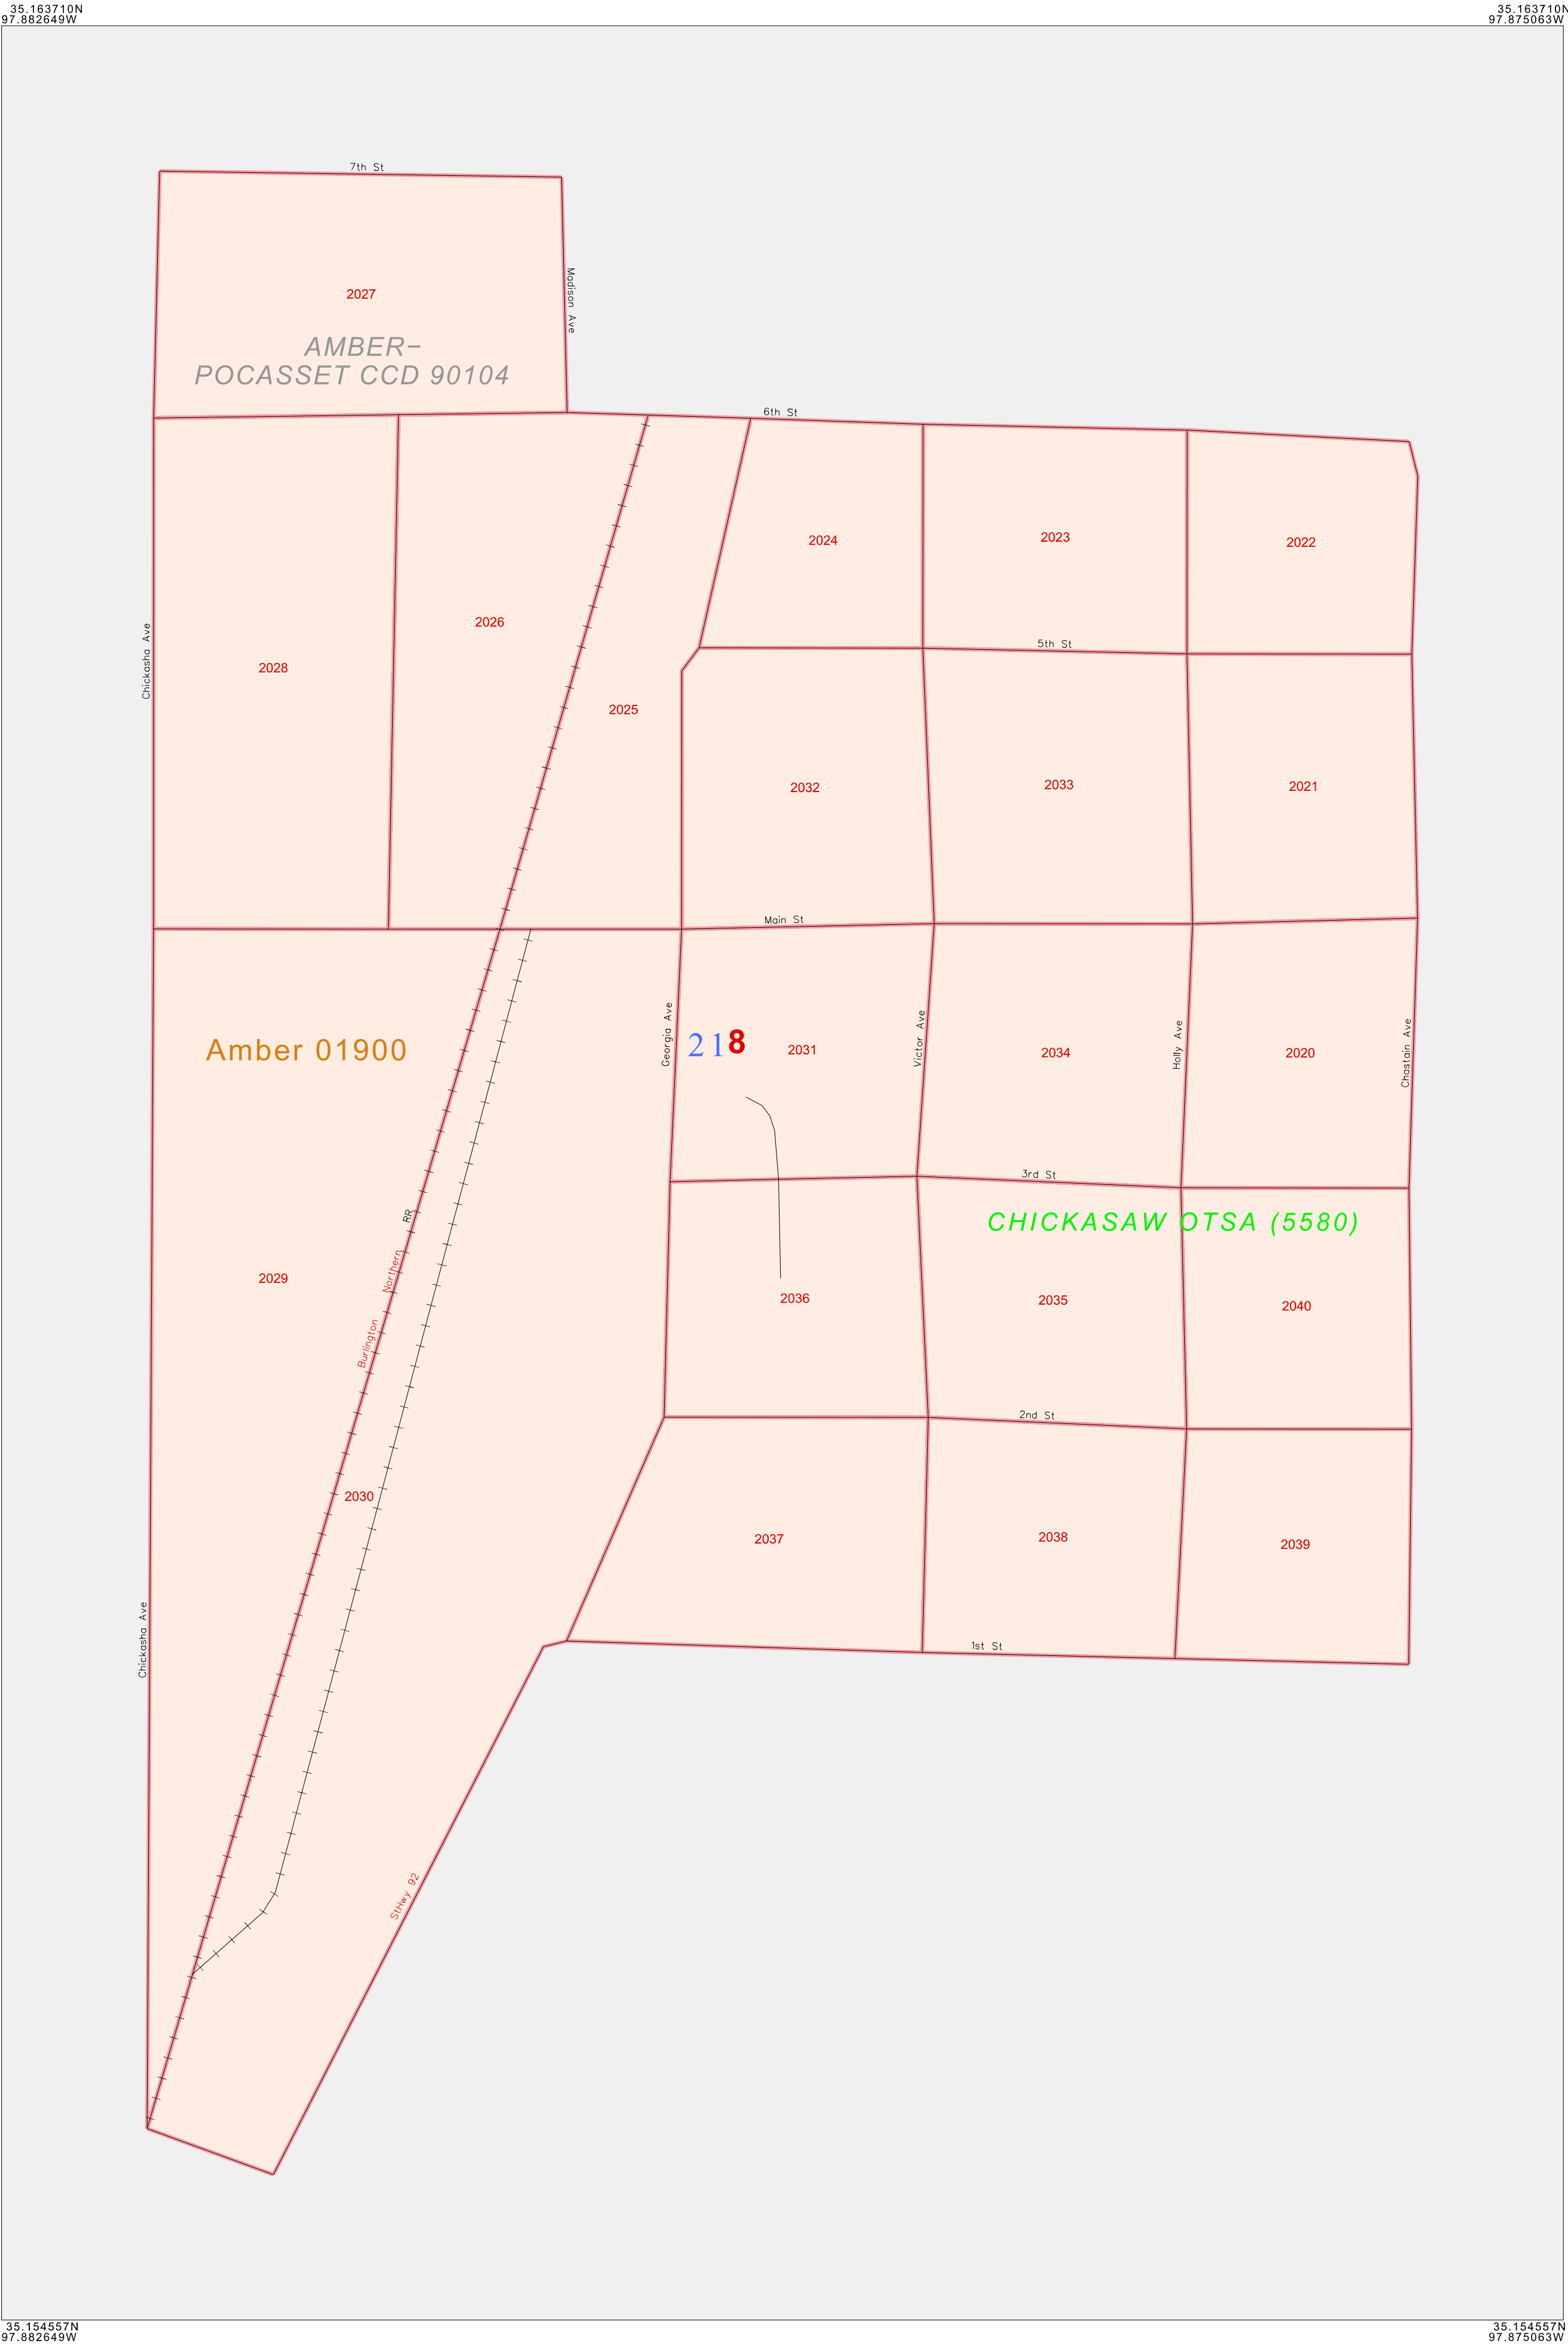 35.163710N
97.882649W
35.163710N
97.875063W
7th St
Madison Ave
2027
AMBER-
POCASSET CCD 90104
6th St
2024
2023
2022
2026
5th St
Chickasha Ave
2028
2025
2032
2033
2021
Main St
Amber 01900
Georgia Ave
218
2031
Victor Ave
2034
Holly Ave
2020
Chastain Ave
3rd St
CHICKASAW OTSA (5580)
Burlington Northern RR
2029
2036
2035
2040
2nd St
2030
2037
2038
2039
Chickasha Ave
1st St
StHwy 92
35.154557N
97.882649W
35.154557N
97.875063W